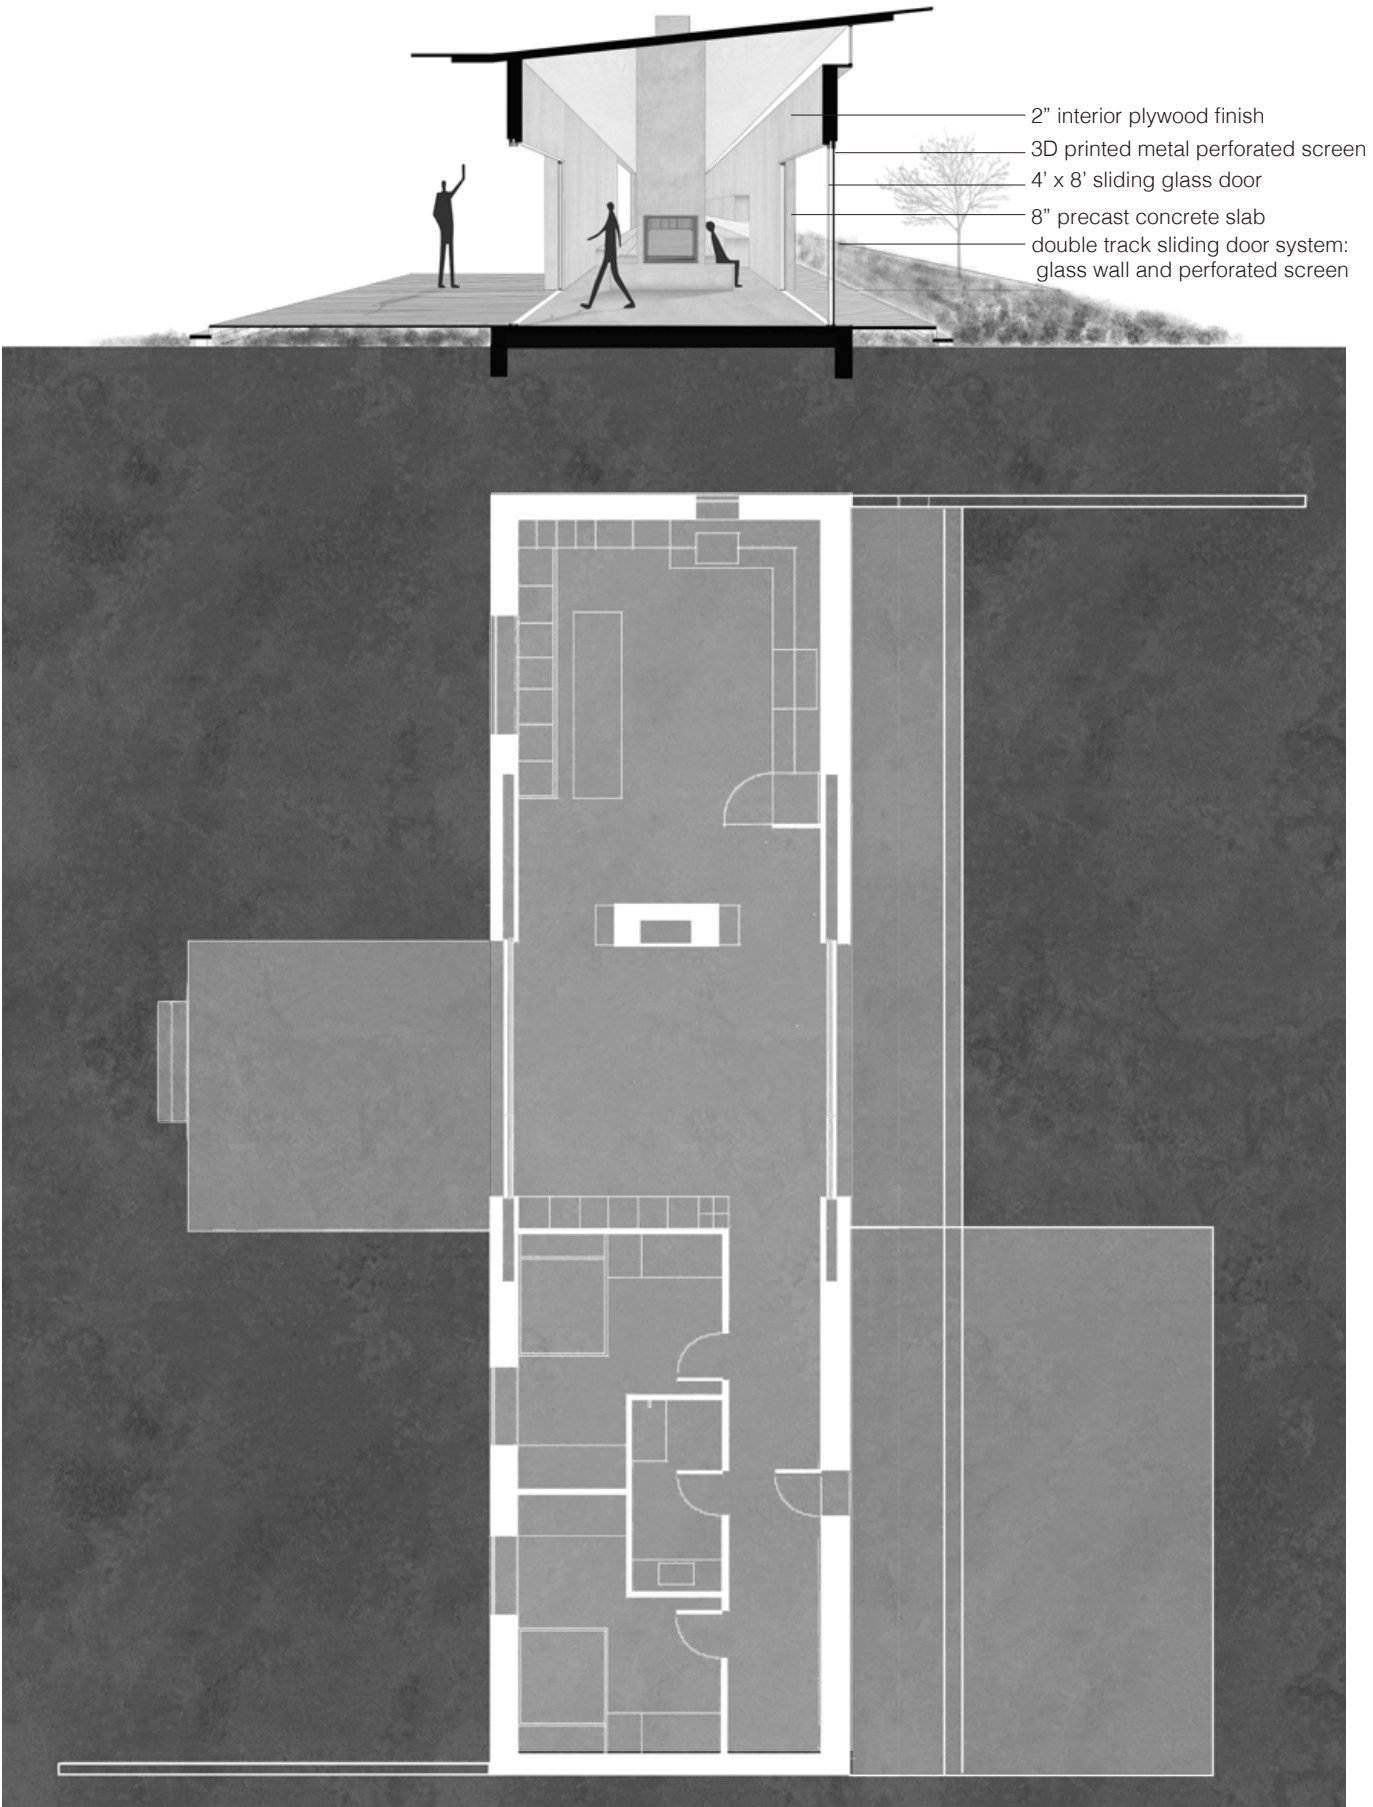 2” interior plywood finish
3D printed metal perforated screen
4’ x 8’ sliding glass door
8” precast concrete slab
double track sliding door system:
glass wall and perforated screen